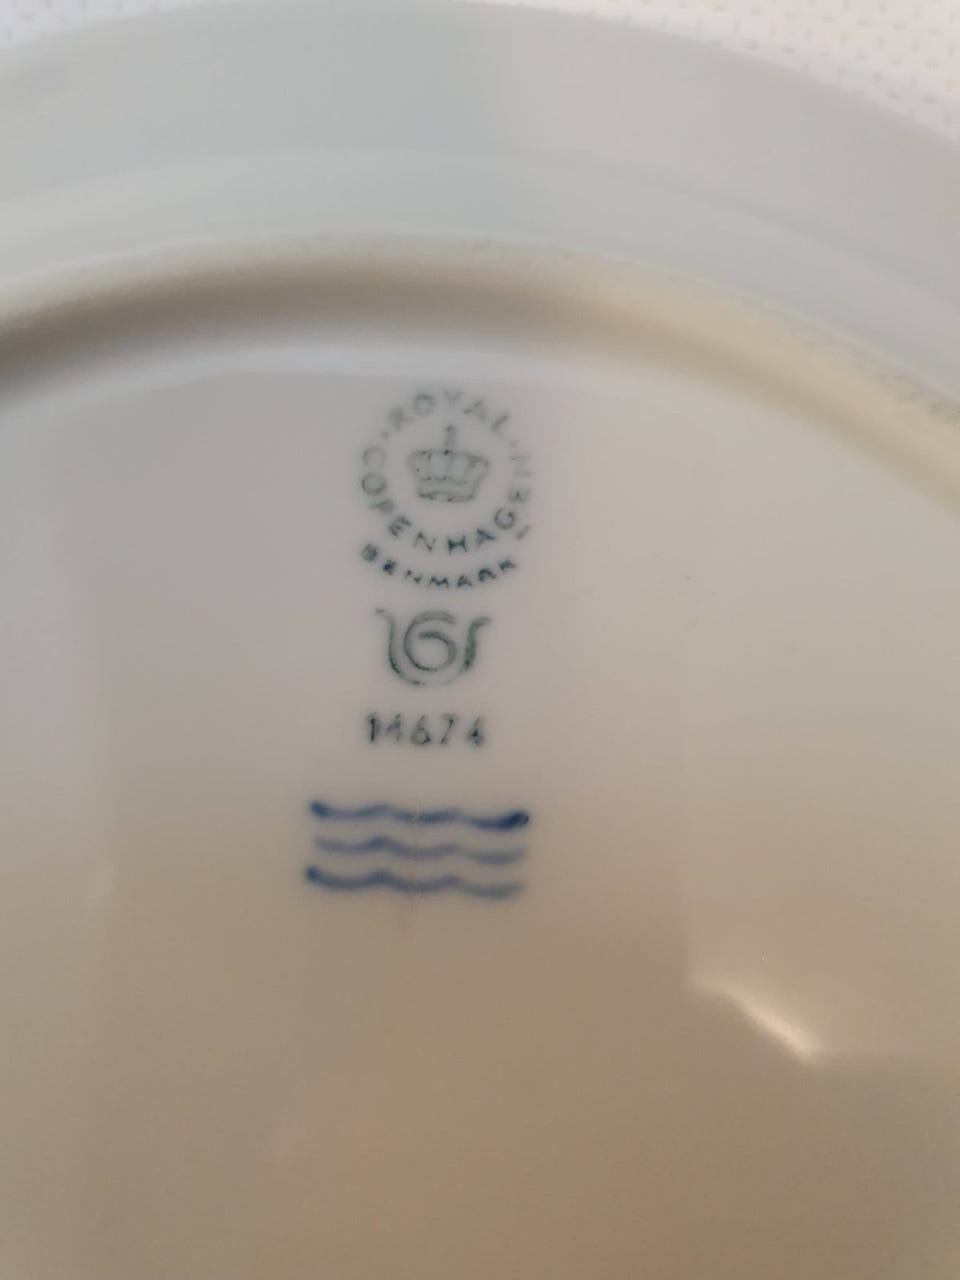 ROYAL
COPENHAGEN
DENMARK
14674